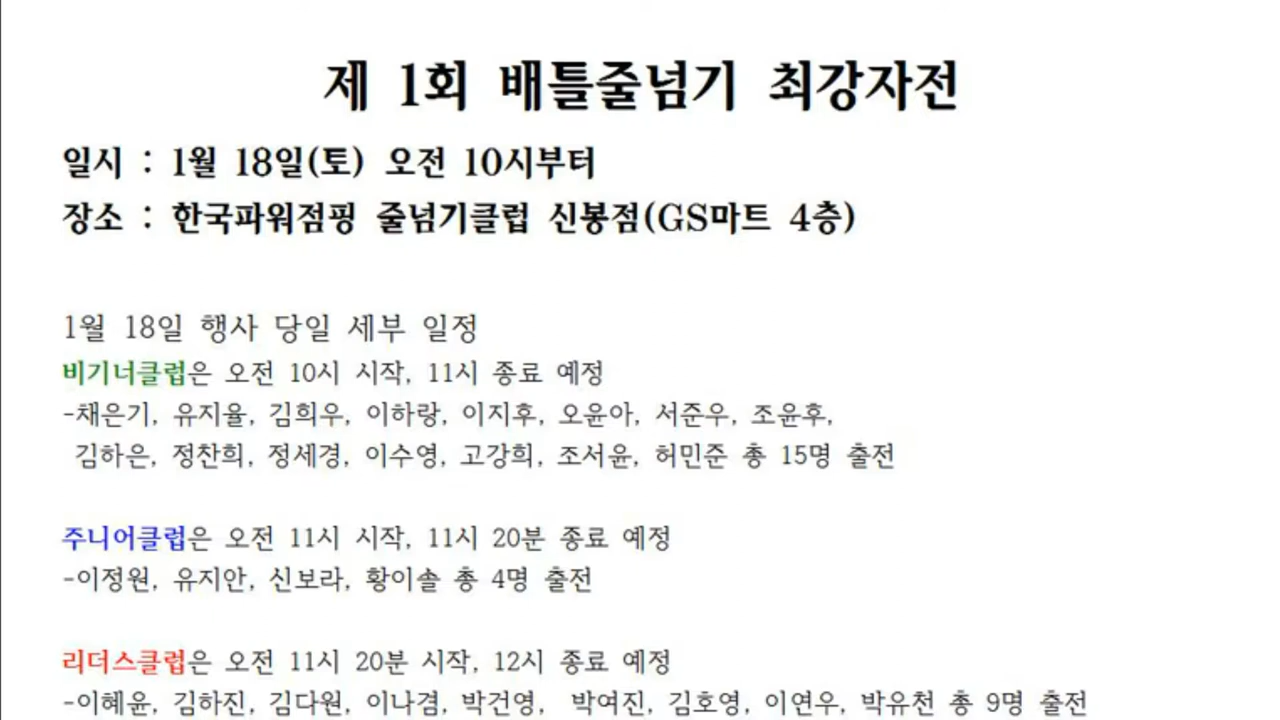 제 1회 배틀줄넘기 최강자전
일시 : 1월 18일(토) 오전 10시부터
장소 : 한국파워점핑 줄넘기클럽 신봉점(GS마트 4층)
1월 18일 행사 당일 세부 일정
비기너클럽은 오전 10시 시작, 11시 종료 예정
-채은기, 유지율, 김희우, 이하랑, 이지후, 오윤아, 서준우, 조윤후,
김하은, 정찬희, 정세경, 이수영, 고강희, 조서윤, 허민준 총 15명 출전
주니어클럽은 오전 11시 시작, 11시 20분 종료 예정
-이정원, 유지안, 신보라, 황이솔 총 4명 출전
리더스클럽은 오전 11시 20분 시작, 12시 종료 예정
-이혜윤, 김하진, 김다원, 이나겸, 박건영, 박여진, 김호영, 이연우, 박유천 총 9명 출전